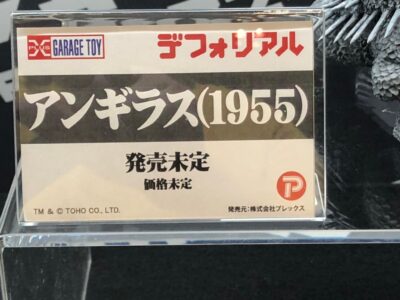 GARAGE TOY
デフォリアル
アンギラス(1955)
発売未定
価格未定
TM & © TOHO CO., LTD.
発売元:株式会社プレックス